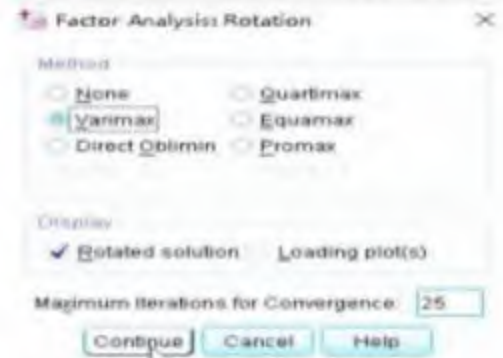 Factor Analysis: Rotation
Method
None Quartimax
Varimax Equamax
Direct Oblimin Promax
Display
Rotated solution Loading plot(s)
Maximum Iterations for Convergence: 25
Continue Cancel Help